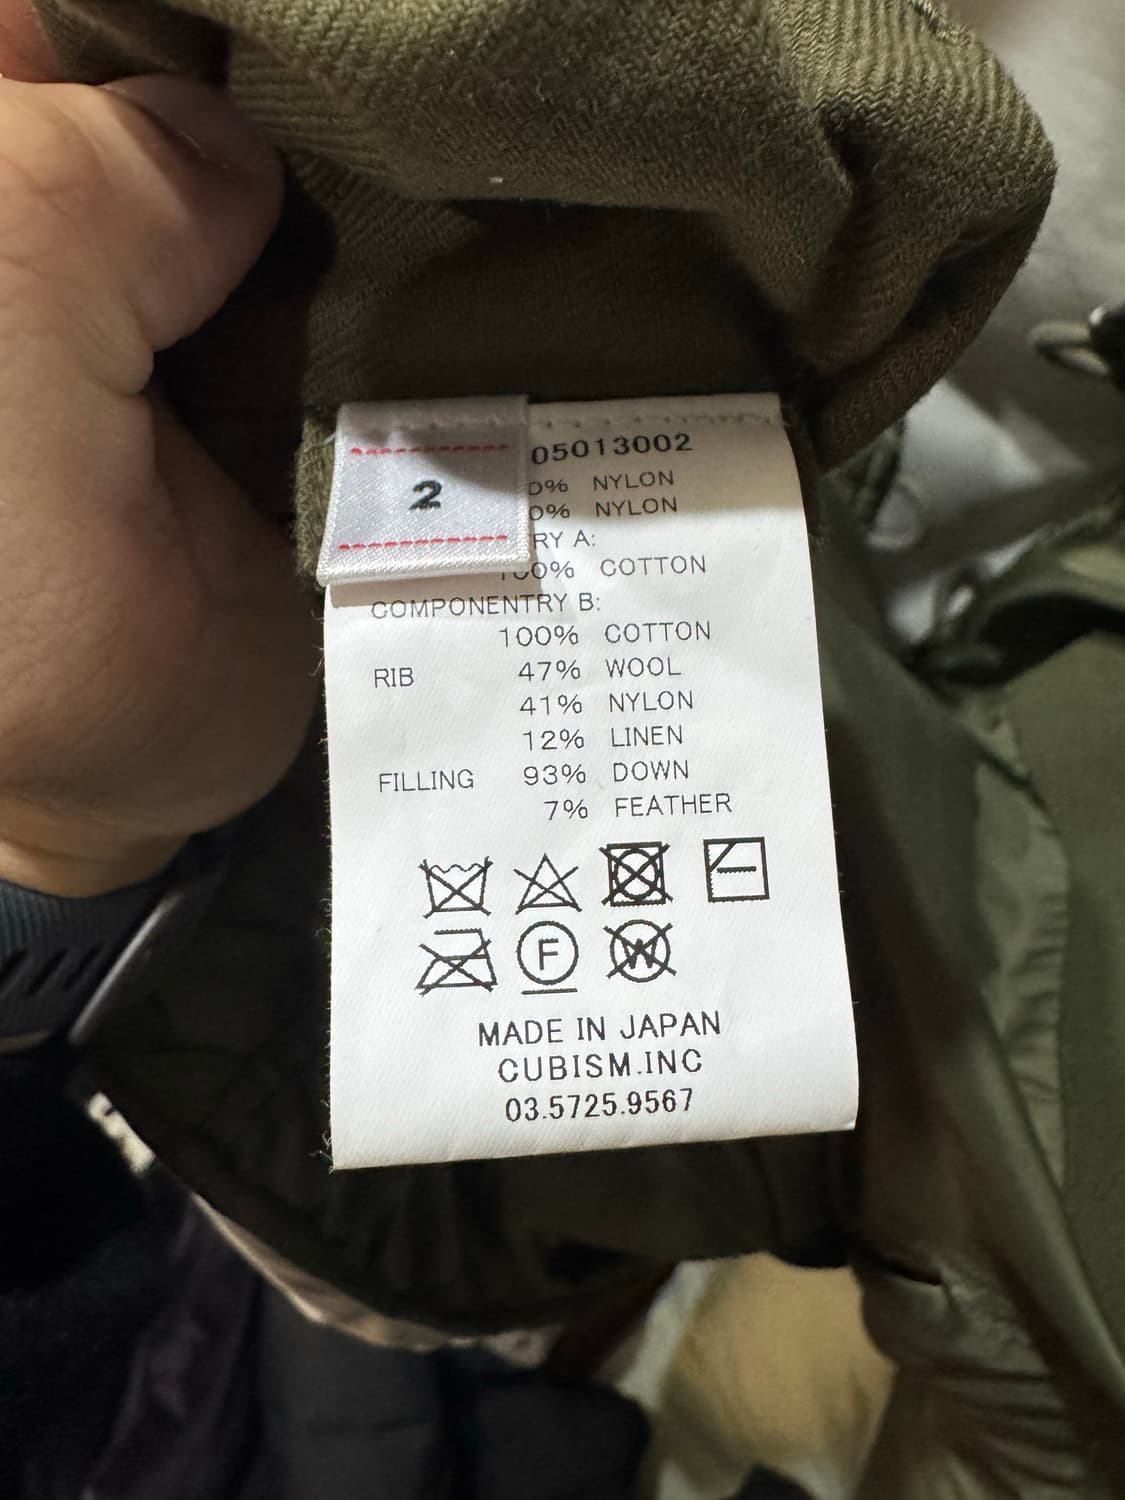 2
05013002
0% NYLON
0% NYLON
RY A:
100% COTTON
COMPONENTRY B:
100% COTTON
RIB 47% WOOL
41% NYLON
12% LINEN
FILLING 93% DOWN
7% FEATHER
F W
MADE IN JAPAN
CUBISM.INC
03.5725.9567